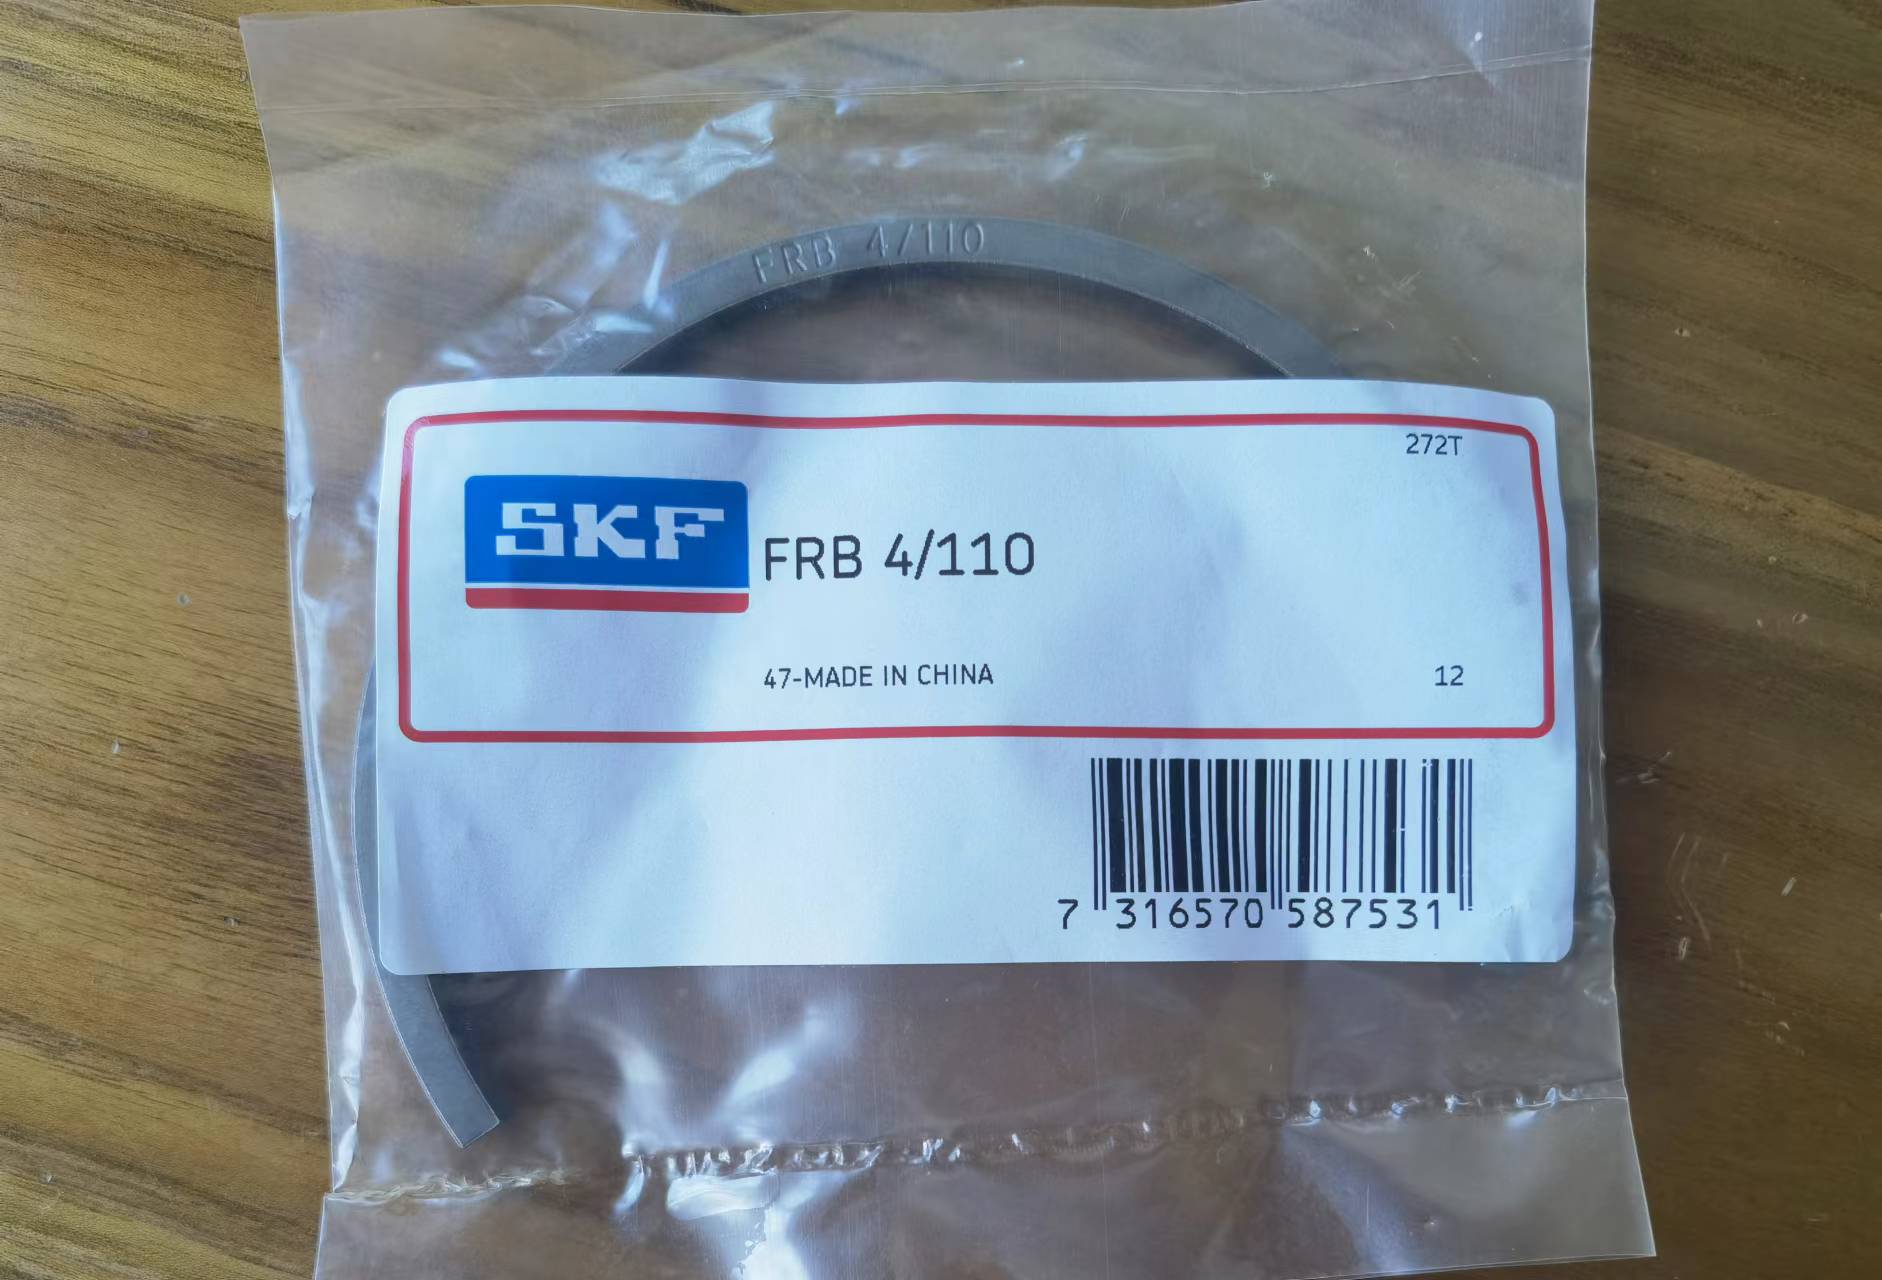 FRB 4/110
272T
SKF FRB 4/110
47-MADE IN CHINA 12
7 316570 587531